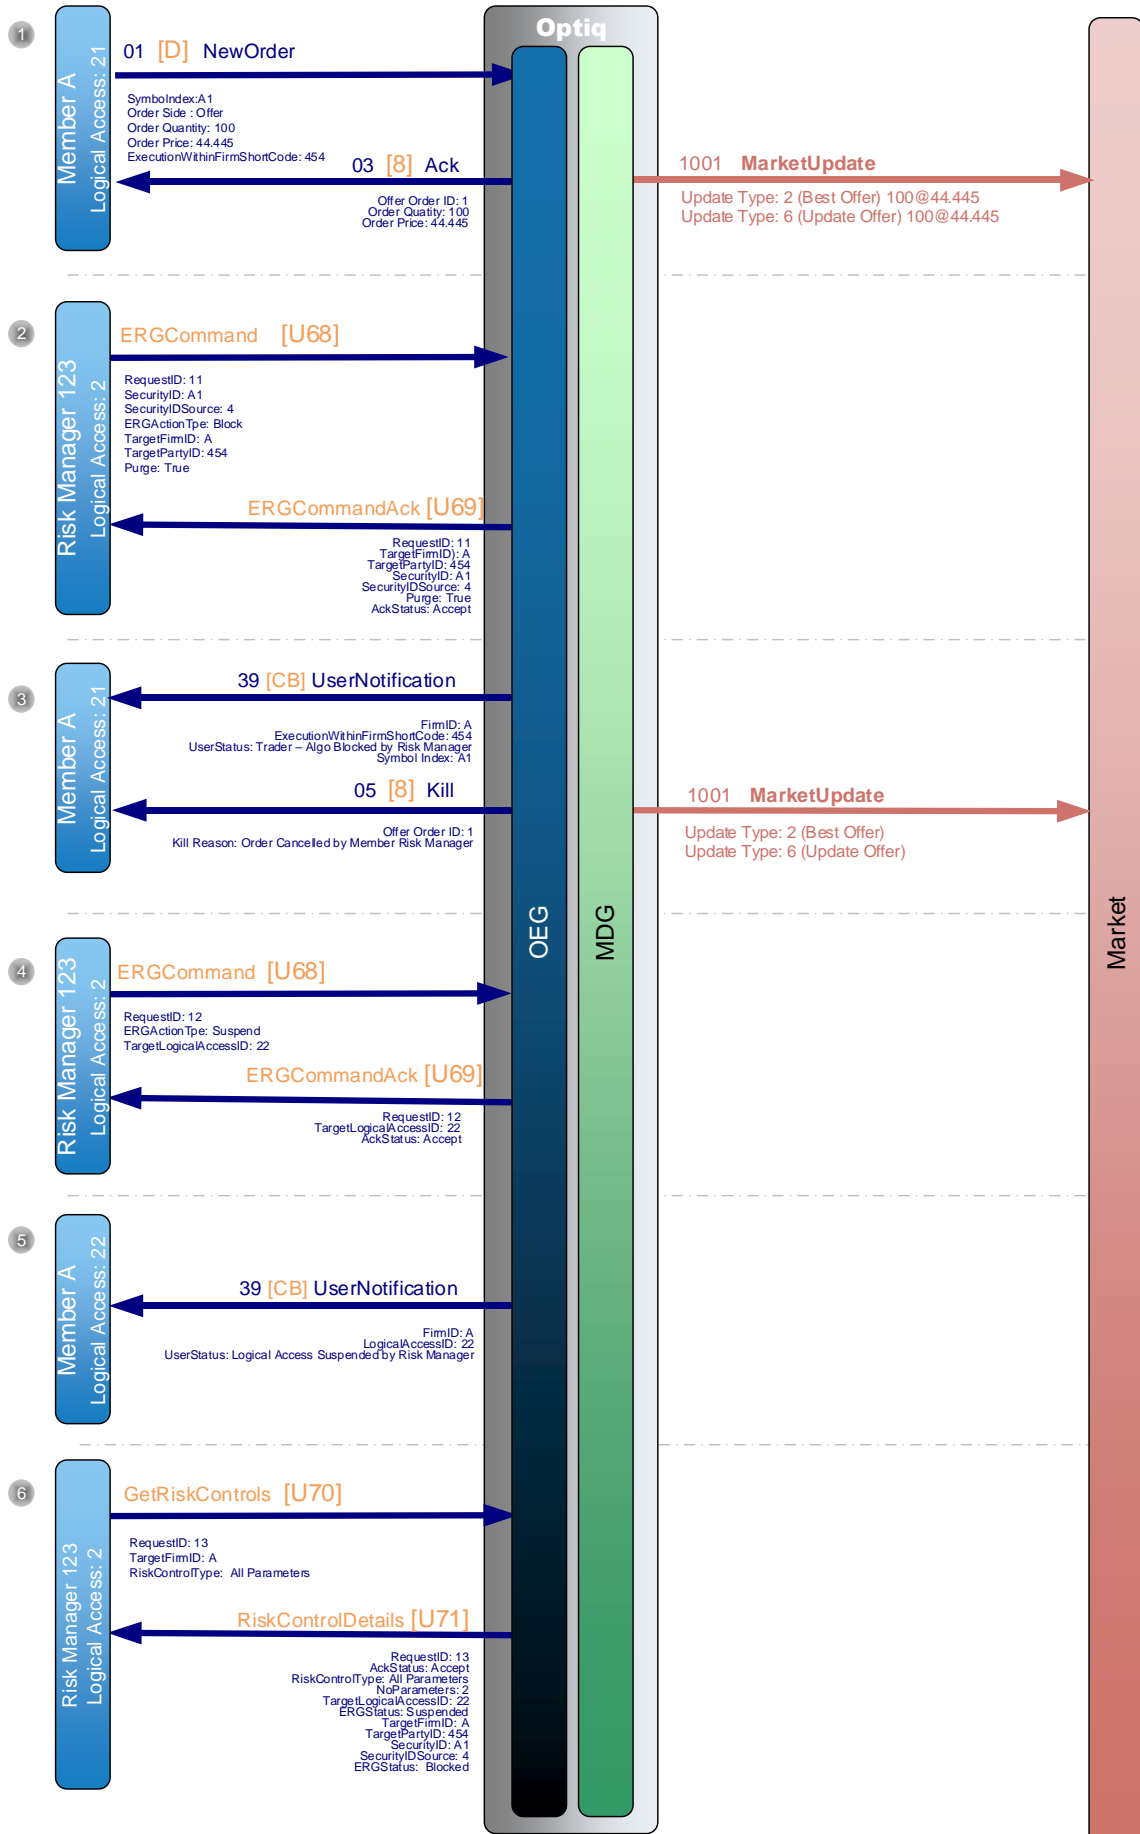 Optiq
1
Member A
Logical Access: 21
01 [D] NewOrder
SymbolIndex:A1
Order Side : Offer
Order Quantity: 100
Order Price: 44.445
ExecutionWithinFirmShortCode: 454
03 [8] Ack
Offer Order ID: 1
Order Quatity: 100
Order Price: 44.445
1001 MarketUpdate
Update Type: 2 (Best Offer) 100@44.445
Update Type: 6 (Update Offer) 100@44.445
2
Risk Manager 123
Logical Access: 2
ERGCommand [U68]
RequestID: 11
SecurityID: A1
SecurityIDSource: 4
ERGActionTpe: Block
TargetFirmID: A
TargetPartyID: 454
Purge: True
ERGCommandAck [U69]
RequestID: 11
TargetFirmID): A
TargetPartyID: 454
SecurityID: A1
SecurityIDSource: 4
Purge: True
AckStatus: Accept
3
Member A
Logical Access: 21
39 [CB] UserNotification
FirmID: A
ExecutionWithinFirmShortCode: 454
UserStatus: Trader – Algo Blocked by Risk Manager
Symbol Index: A1
05 [8] Kill
Offer Order ID: 1
Kill Reason: Order Cancelled by Member Risk Manager
1001 MarketUpdate
Update Type: 2 (Best Offer)
Update Type: 6 (Update Offer)
OEG
MDG
Market
4
Risk Manager 123
Logical Access: 2
ERGCommand [U68]
RequestID: 12
ERGActionTpe: Suspend
TargetLogicalAccessID: 22
ERGCommandAck [U69]
RequestID: 12
TargetLogicalAccessID: 22
AckStatus: Accept
5
Member A
Logical Access: 22
39 [CB] UserNotification
FirmID: A
LogicalAccessID: 22
UserStatus: Logical Access Suspended by Risk Manager
6
Risk Manager 123
Logical Access: 2
GetRiskControls [U70]
RequestID: 13
TargetFirmID: A
RiskControlType: All Parameters
RiskControlDetails [U71]
RequestID: 13
AckStatus: Accept
RiskControlType: All Parameters
NoParameters: 2
TargetLogicalAccessID: 22
ERGStatus: Suspended
TargetFirmID: A
TargetPartyID: 454
SecurityID: A1
SecurityIDSource: 4
ERGStatus: Blocked